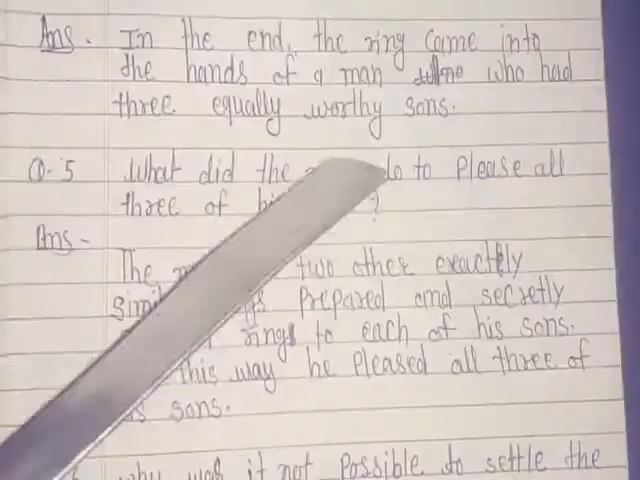 Ans. In the end, the ring came into
the hands of a man who had
three equally worthy sons.
Q.5 What did the to please all
three of ?
Ans-
The two other exactely
prepared and secretly
rings to each of his sons.
this way he pleased all three of
sons.
why was it not possible to settle the